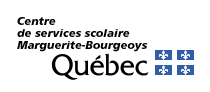 Centre
de services scolaire
Marguerite-Bourgeoys
Québec